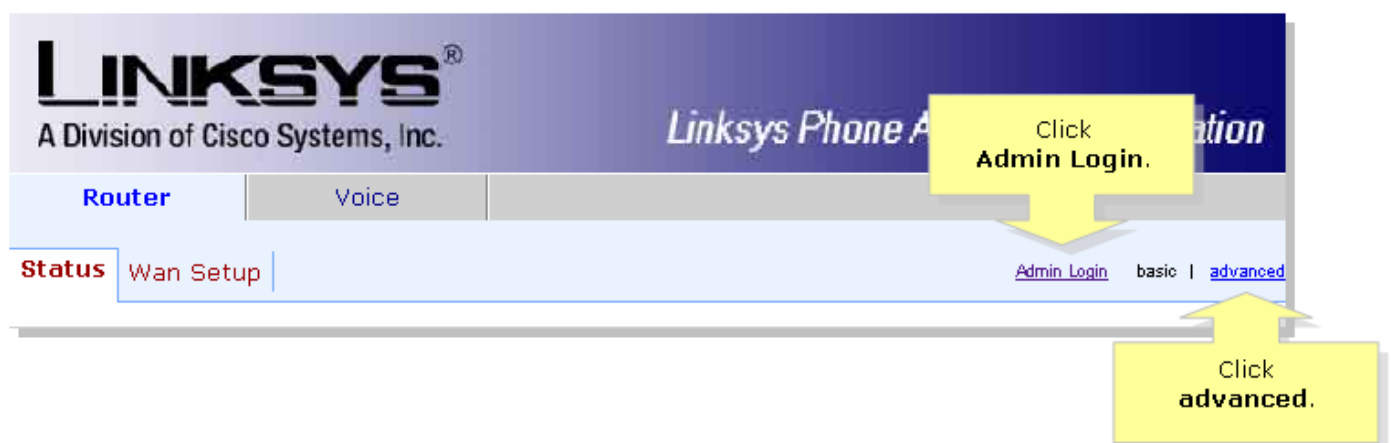 LINKSYS®
A Division of Cisco Systems, Inc.
Linksys Phone A
Click
Admin Login.
Router Voice
Status Wan Setup Admin Login basic | advanced
Click
advanced.